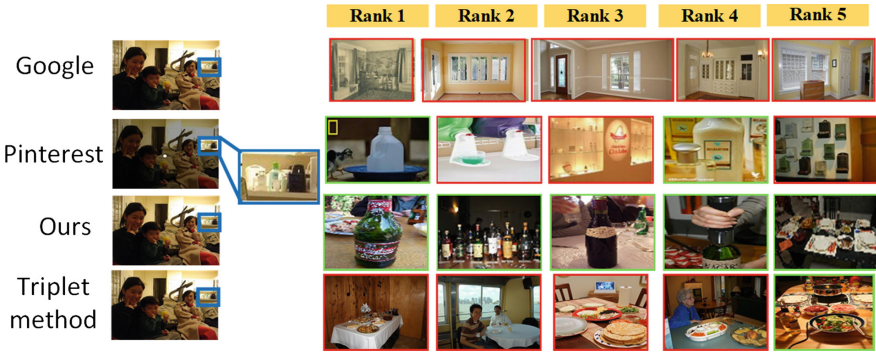 Rank 1 Rank 2 Rank 3 Rank 4 Rank 5
Google
Pinterest
Ours
Triplet
method